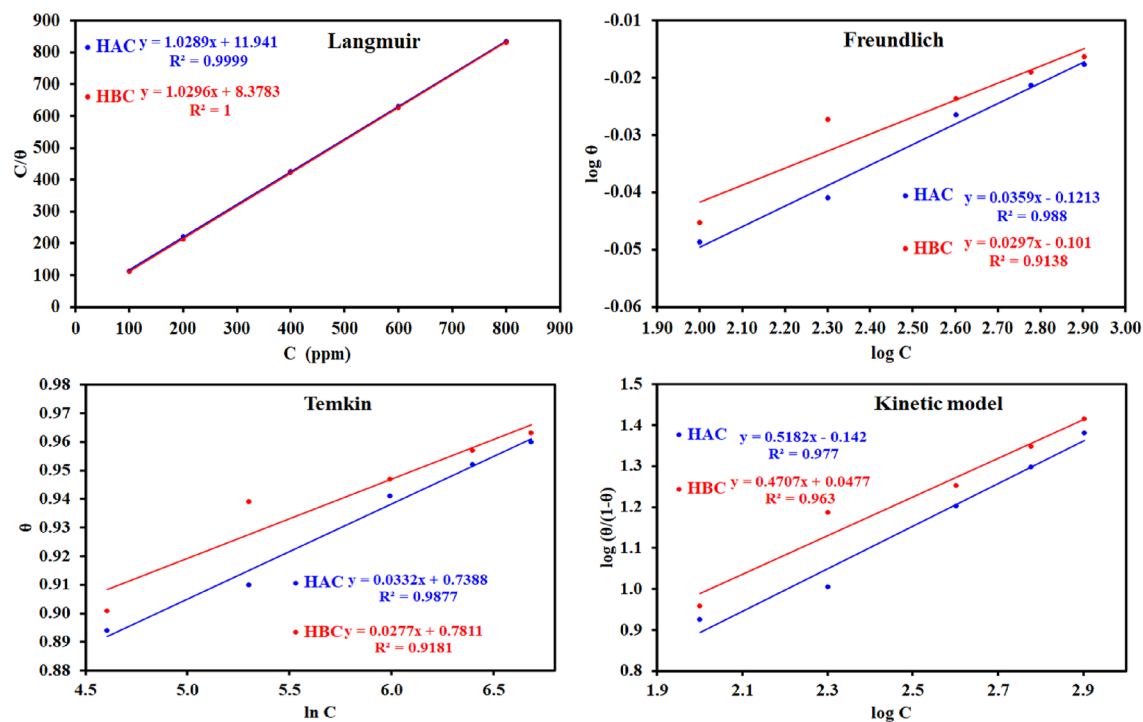 Langmuir
HAC y = 1.0289x + 11.941
R² = 0.9999
HBC y = 1.0296x + 8.3783
R² = 1
C/θ
900
800
700
600
500
400
300
200
100
0
0 100 200 300 400 500 600 700 800 900
C (ppm)
Freundlich
HAC y = 0.0359x - 0.1213
R² = 0.988
HBC y = 0.0297x - 0.101
R² = 0.9138
log θ
-0.01
-0.02
-0.03
-0.04
-0.05
-0.06
1.90 2.00 2.10 2.20 2.30 2.40 2.50 2.60 2.70 2.80 2.90 3.00
log C
Temkin
HAC y = 0.0332x + 0.7388
R² = 0.9877
HBC y = 0.0277x + 0.7811
R² = 0.9181
θ
0.98
0.97
0.96
0.95
0.94
0.93
0.92
0.91
0.90
0.89
0.88
4.5 5.0 5.5 6.0 6.5
ln C
Kinetic model
HAC y = 0.5182x - 0.142
R² = 0.977
HBC y = 0.4707x + 0.0477
R² = 0.963
log (θ/(1-θ)
1.5
1.4
1.3
1.2
1.1
1.0
0.9
0.8
1.9 2.1 2.3 2.5 2.7 2.9
log C